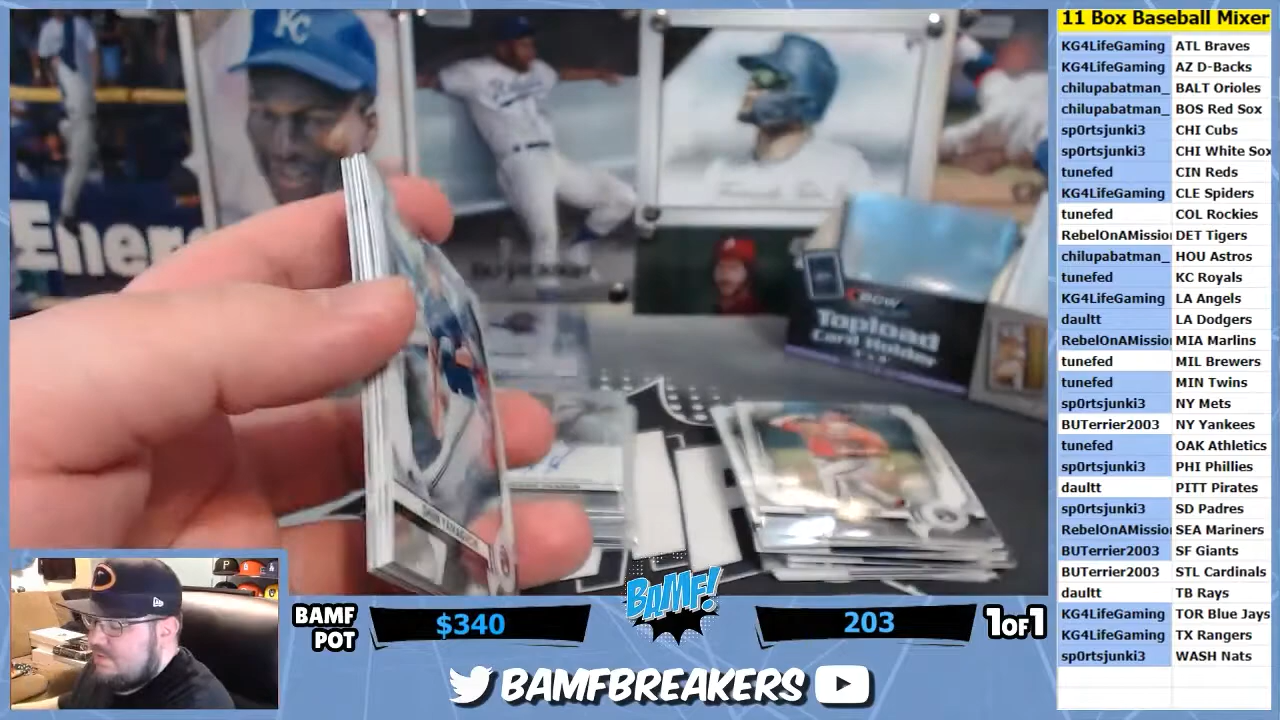 11 Box Baseball Mixer
KG4LifeGaming ATL Braves
KG4LifeGaming AZ D-Backs
chilupabatman_ BALT Orioles
chilupabatman_ BOS Red Sox
sp0rtsjunki3 CHI Cubs
sp0rtsjunki3 CHI White Sox
tunefed CIN Reds
KG4LifeGaming CLE Spiders
tunefed COL Rockies
RebelOnAMissio DET Tigers
chilupabatman_ HOU Astros
tunefed KC Royals
KG4LifeGaming LA Angels
daultt LA Dodgers
RebelOnAMissio MIA Marlins
tunefed MIL Brewers
tunefed MIN Twins
sp0rtsjunki3 NY Mets
BUTerrier2003 NY Yankees
tunefed OAK Athletics
sp0rtsjunki3 PHI Phillies
daultt PITT Pirates
sp0rtsjunki3 SD Padres
RebelOnAMissio SEA Mariners
BUTerrier2003 SF Giants
BUTerrier2003 STL Cardinals
daultt TB Rays
KG4LifeGaming TOR Blue Jays
KG4LifeGaming TX Rangers
sp0rtsjunki3 WASH Nats
KC
Ener
BCW
Topload
Card Holder
BAMF
POT
$340
BAMF!
203
1OF1
BAMFBREAKERS